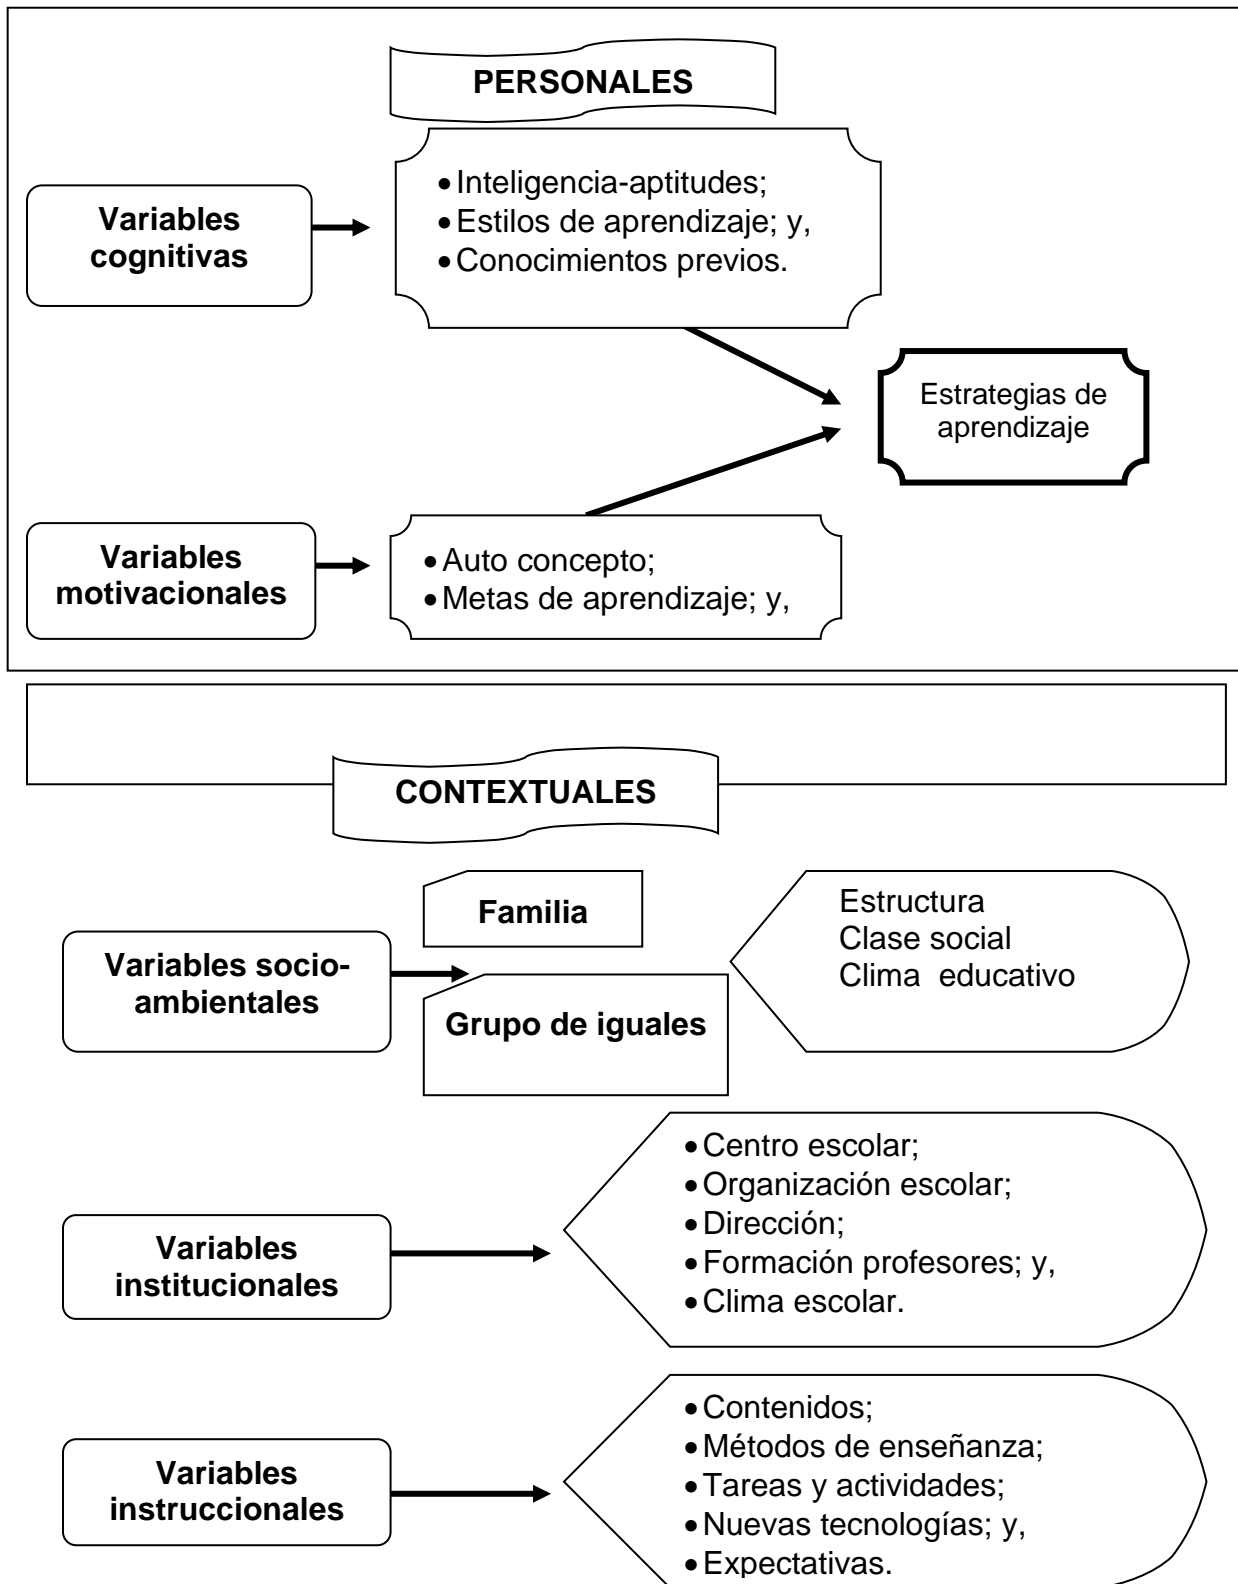 PERSONALES
Variables
cognitivas
• Inteligencia-aptitudes;
• Estilos de aprendizaje; y,
• Conocimientos previos.
Estrategias de
aprendizaje
Variables
motivacionales
• Auto concepto;
• Metas de aprendizaje; y,
CONTEXTUALES
Variables socio-
ambientales
Familia
Grupo de iguales
Estructura
Clase social
Clima  educativo
Variables
institucionales
• Centro escolar;
• Organización escolar;
• Dirección;
• Formación profesores; y,
• Clima escolar.
Variables
instruccionales
• Contenidos;
• Métodos de enseñanza;
• Tareas y actividades;
• Nuevas tecnologías; y,
• Expectativas.